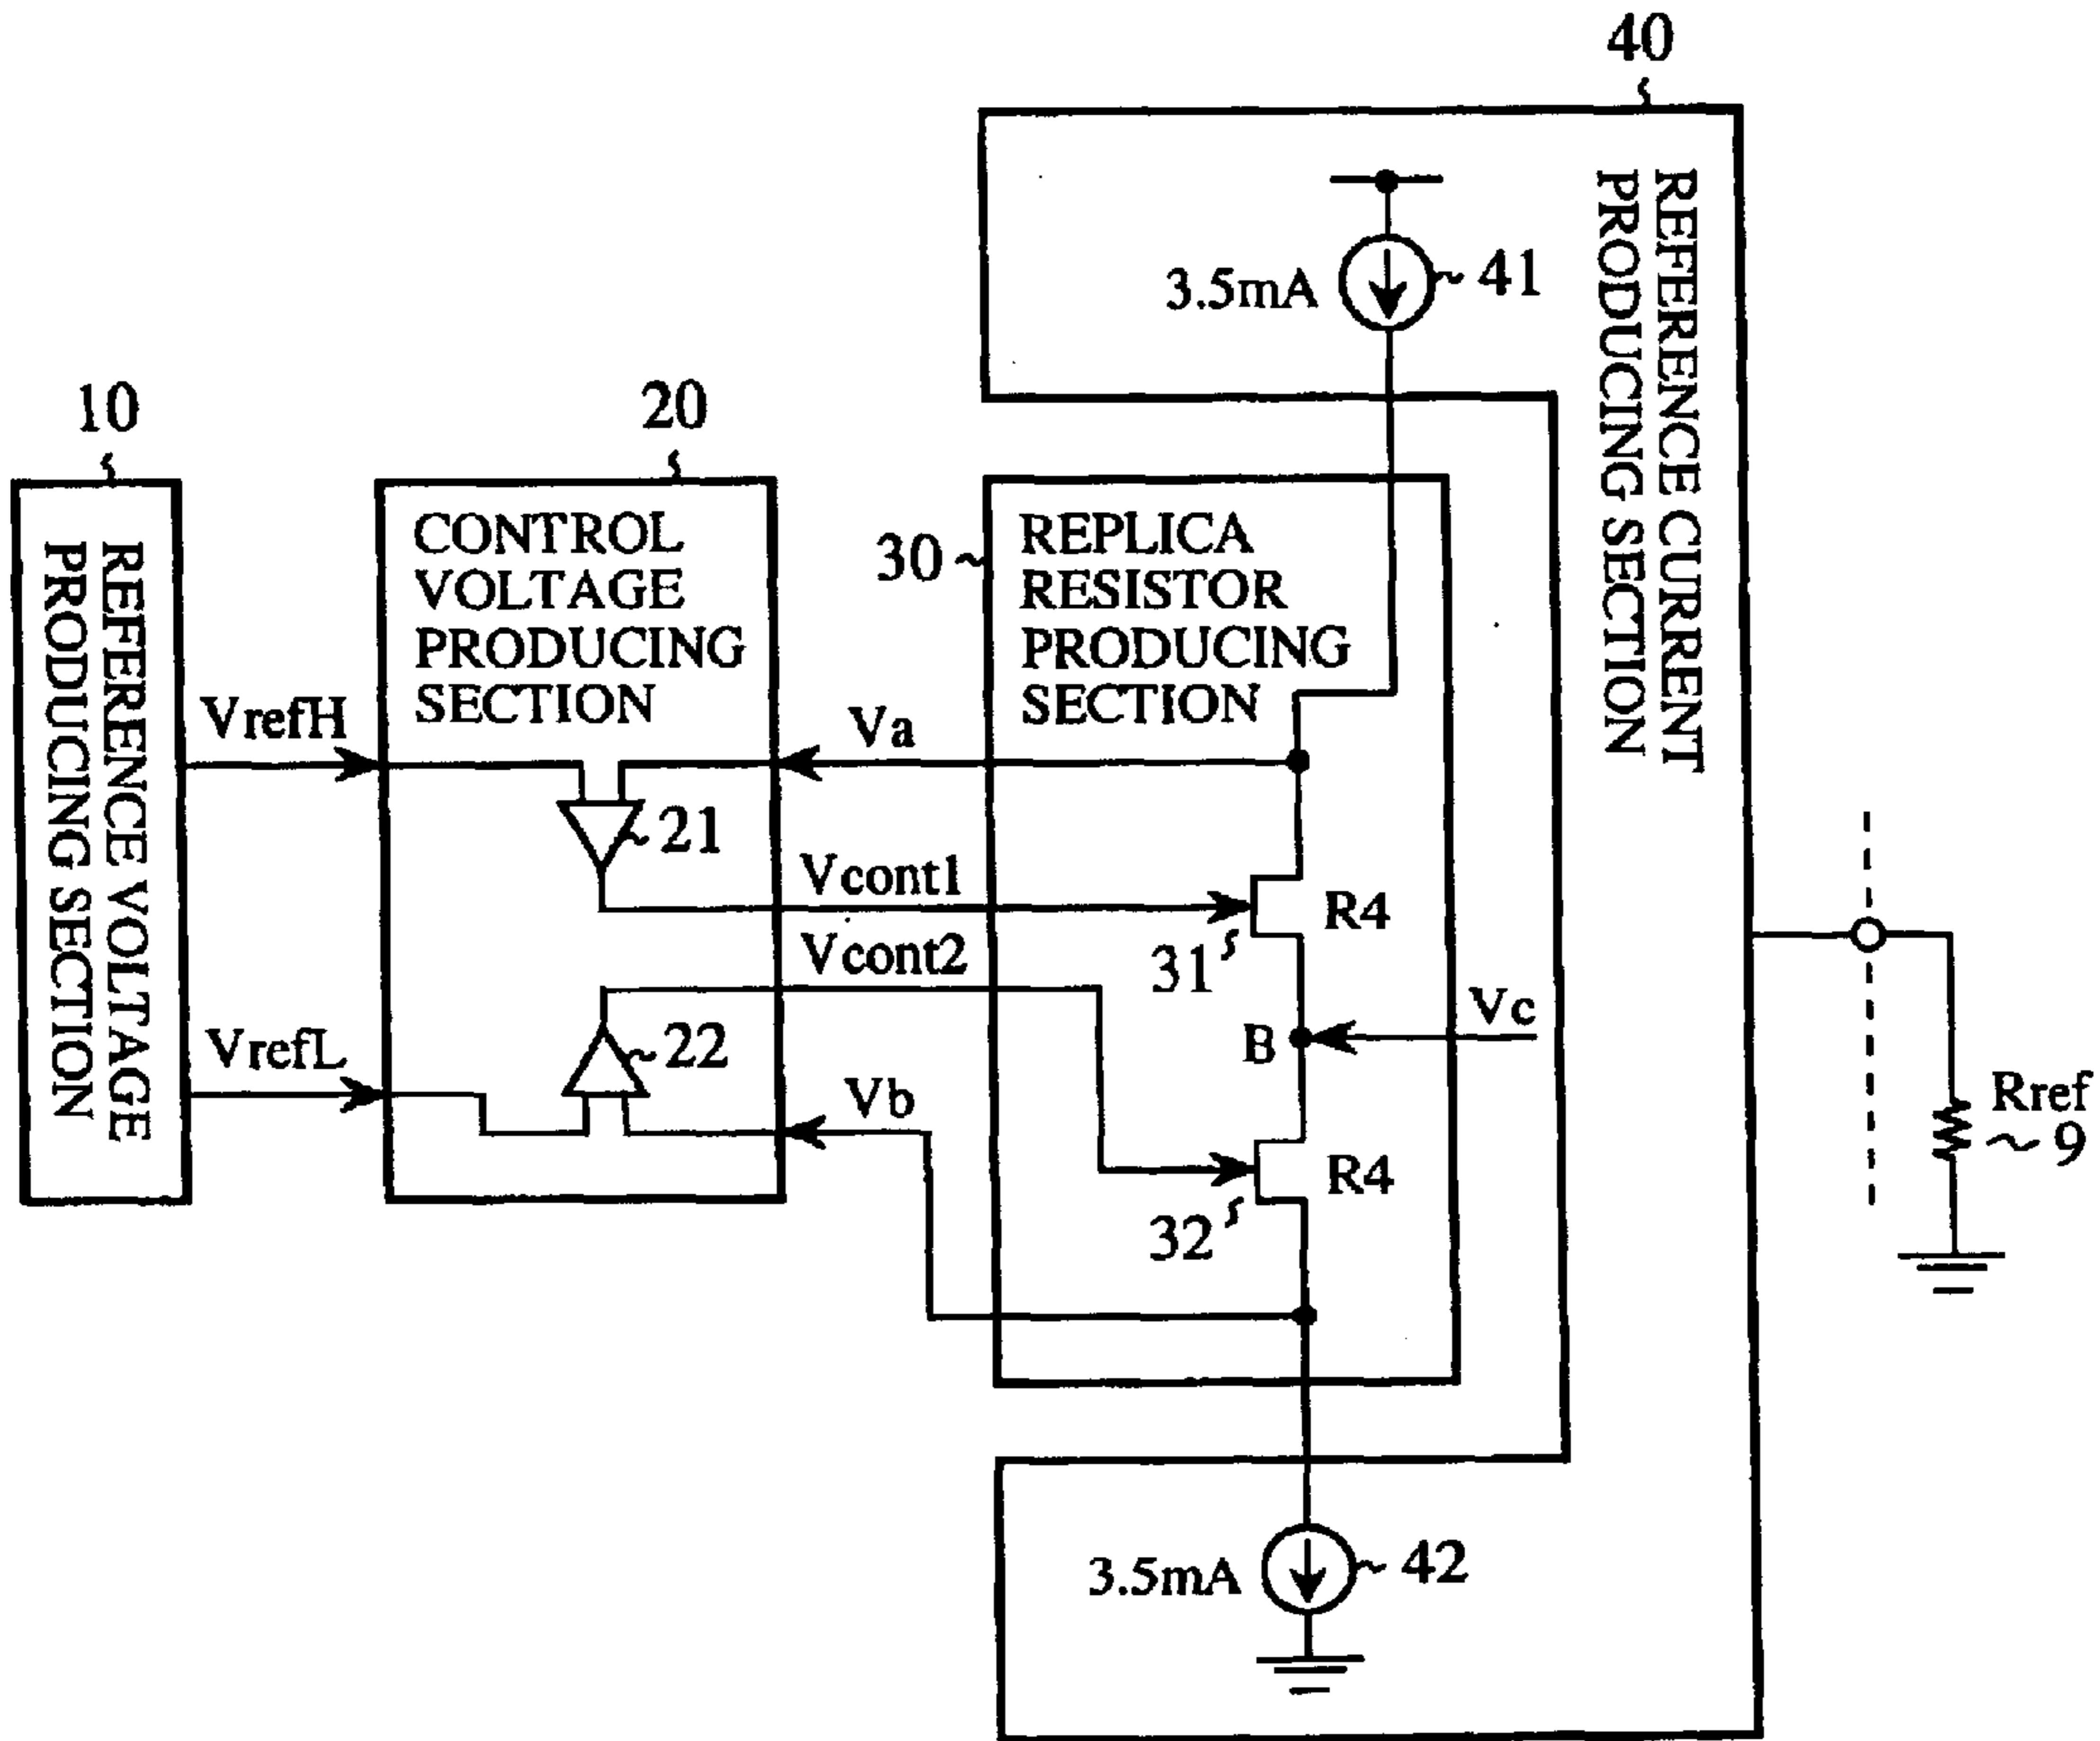 40
REFERENCE CURRENT
PRODUCING SECTION
3.5mA
41
10
20
REFERENCE VOLTAGE
PRODUCING SECTION
CONTROL
VOLTAGE
PRODUCING
SECTION
30
REPLICA
RESISTOR
PRODUCING
SECTION
VrefH
Va
21
Vcont1
R4
31
Vcont2
Vc
B
VrefL
22
Vb
Rref
9
R4
32
3.5mA
42